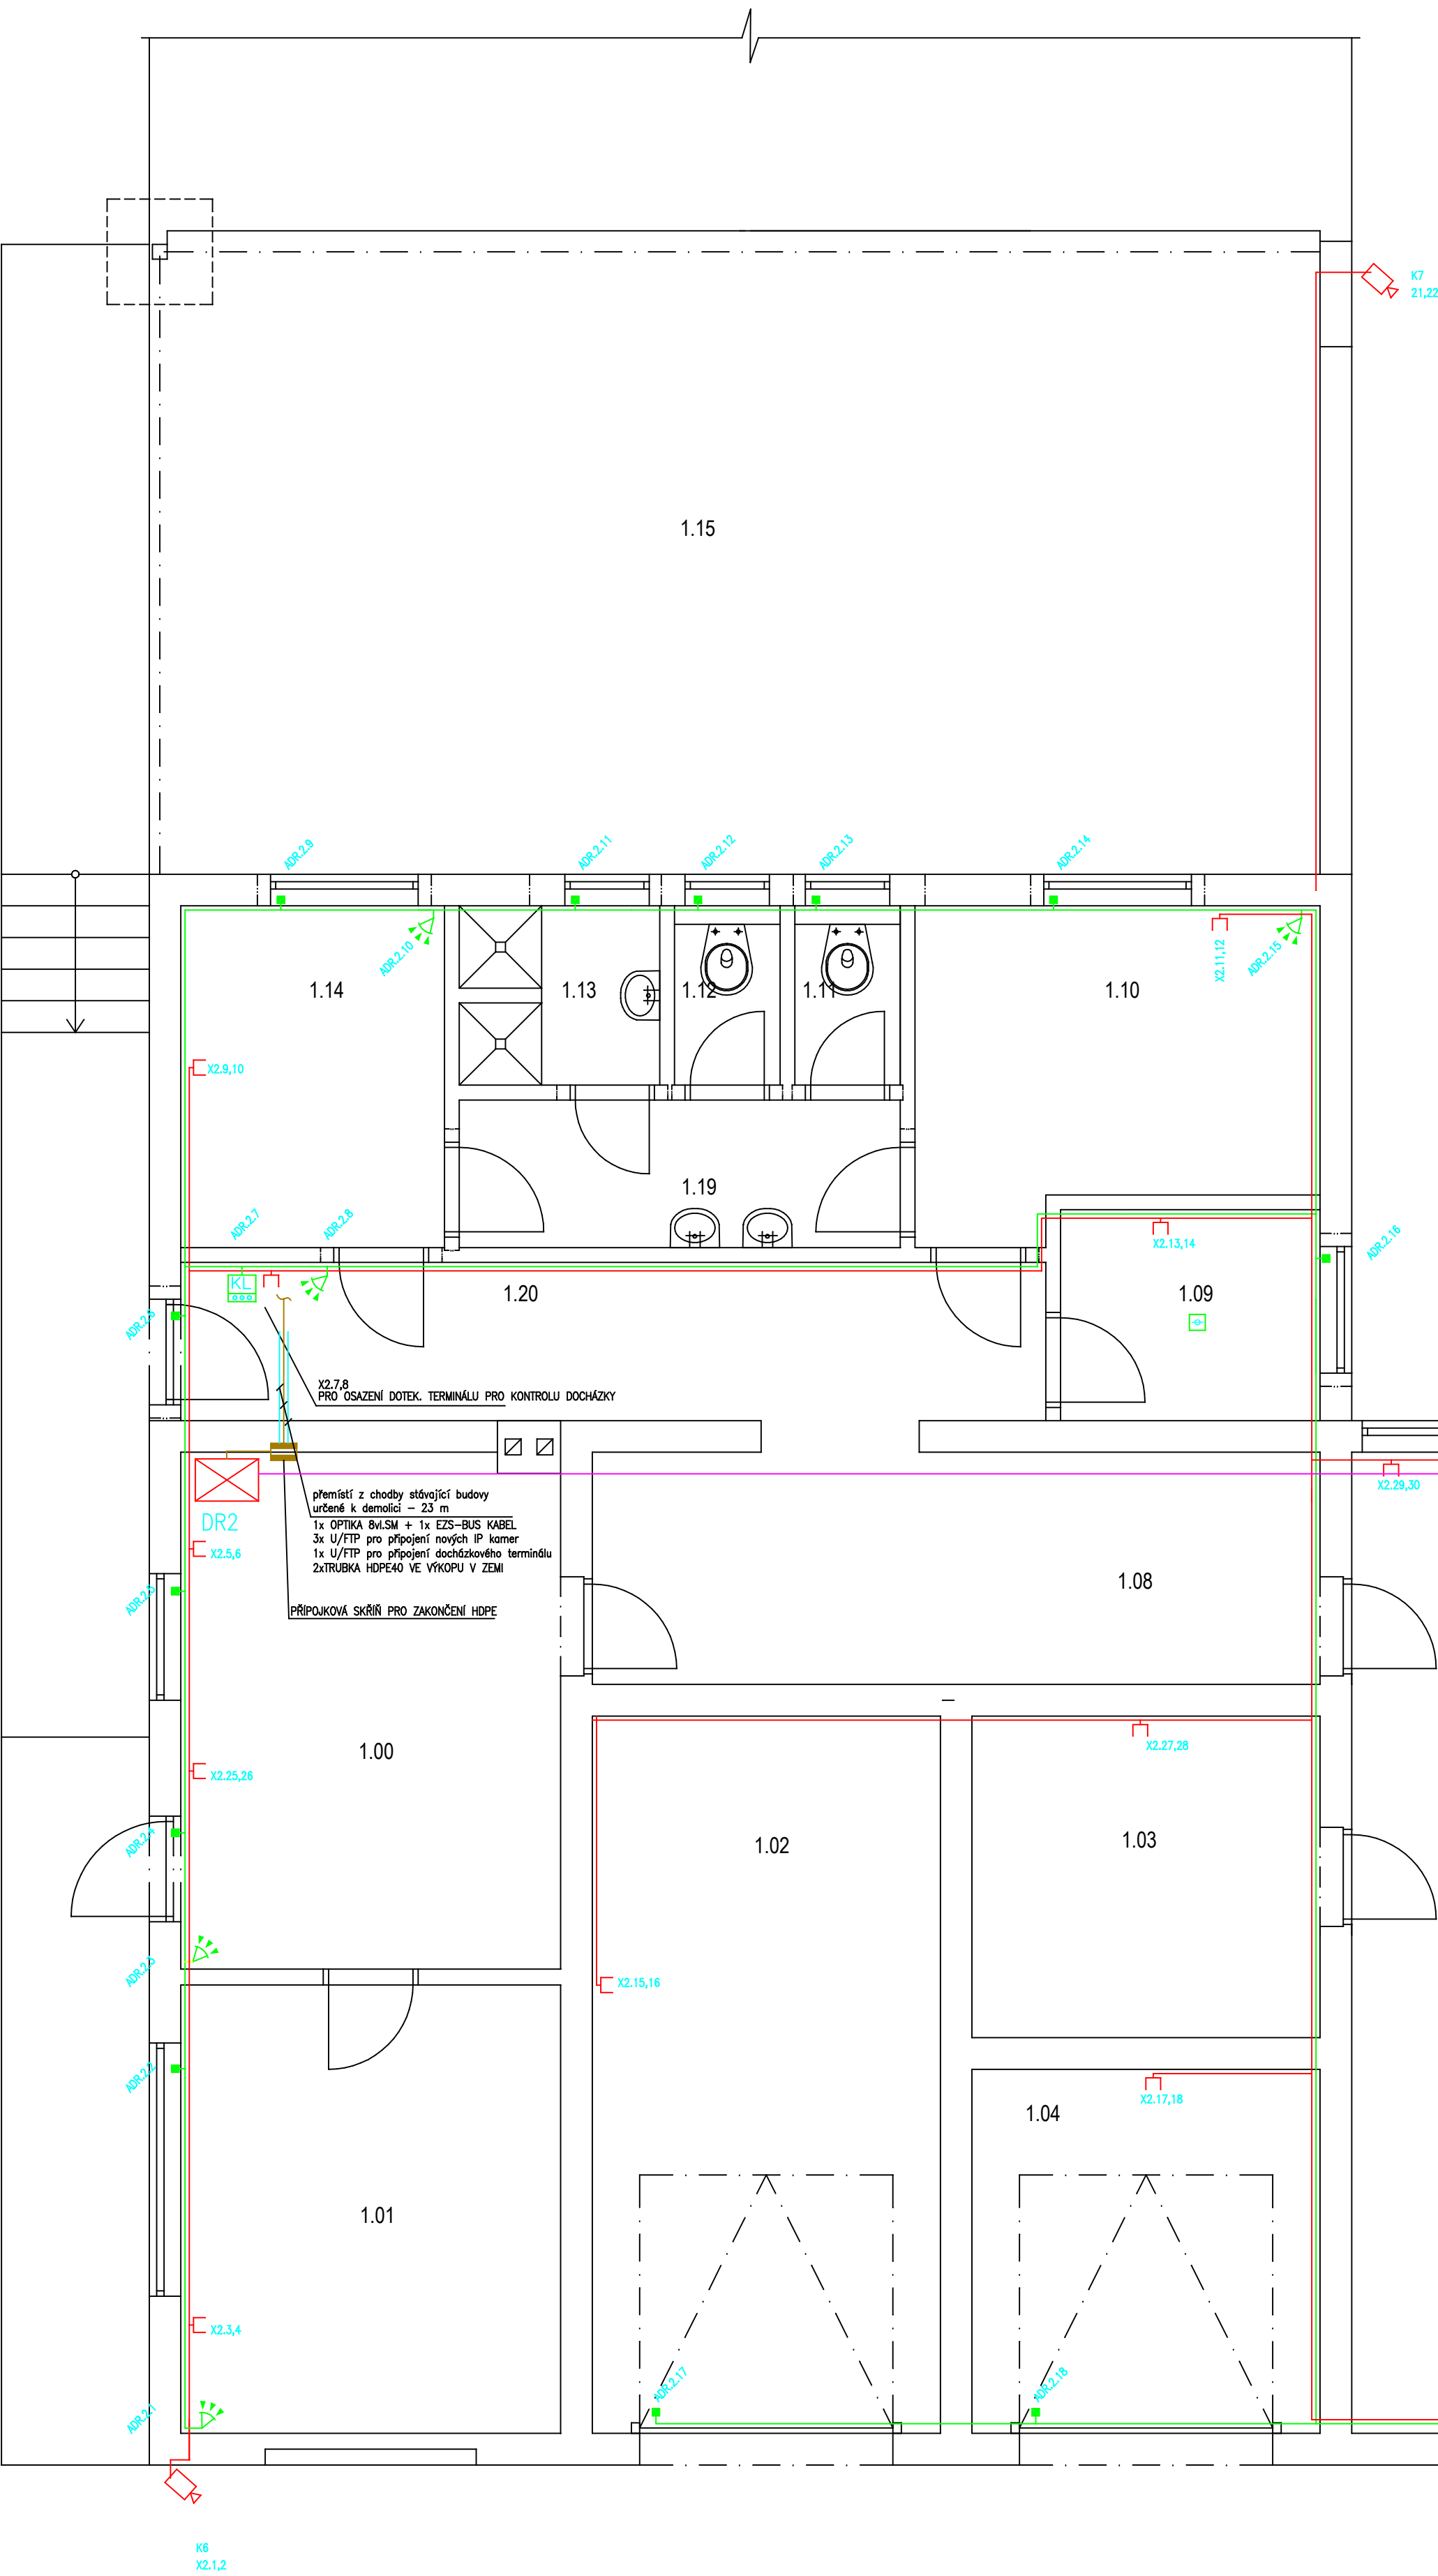 K7
21,22
1.15
ADR.2.9
ADR.2.11
ADR.2.12
ADR.2.13
ADR.2.14
ADR.2.10
X2.11,12
ADR.2.15
1.14
1.13
1.12
1.11
1.10
X2.9,10
1.19
ADR.2.7
ADR.2.8
X2.13,14
ADR.2.16
KL
1.20
1.09
X2.7,8
PRO OSAZENÍ DOTEK. TERMINÁLU PRO KONTROLU DOCHÁZKY
přemístí z chodby stávající budovy
určené k demolici – 23 m
1x OPTIKA 8vl.SM + 1x EZS-BUS KABEL
3x U/FTP pro připojení nových IP kamer
1x U/FTP pro připojení docházkového terminálu
2xTRUBKA HDPE40 VE VÝKOPU V ZEMI
X2.29,30
DR2
X2.5,6
1.08
PŘÍPOJKOVÁ SKŘÍŇ PRO ZAKONČENÍ HDPE
1.00
X2.27,28
X2.25,26
ADR.2.4
1.02
1.03
X2.15,16
ADR.2.2
X2.17,18
1.04
1.01
X2.3,4
ADR.2.17
ADR.2.18
ADR.2.1
K6
X2.1,2